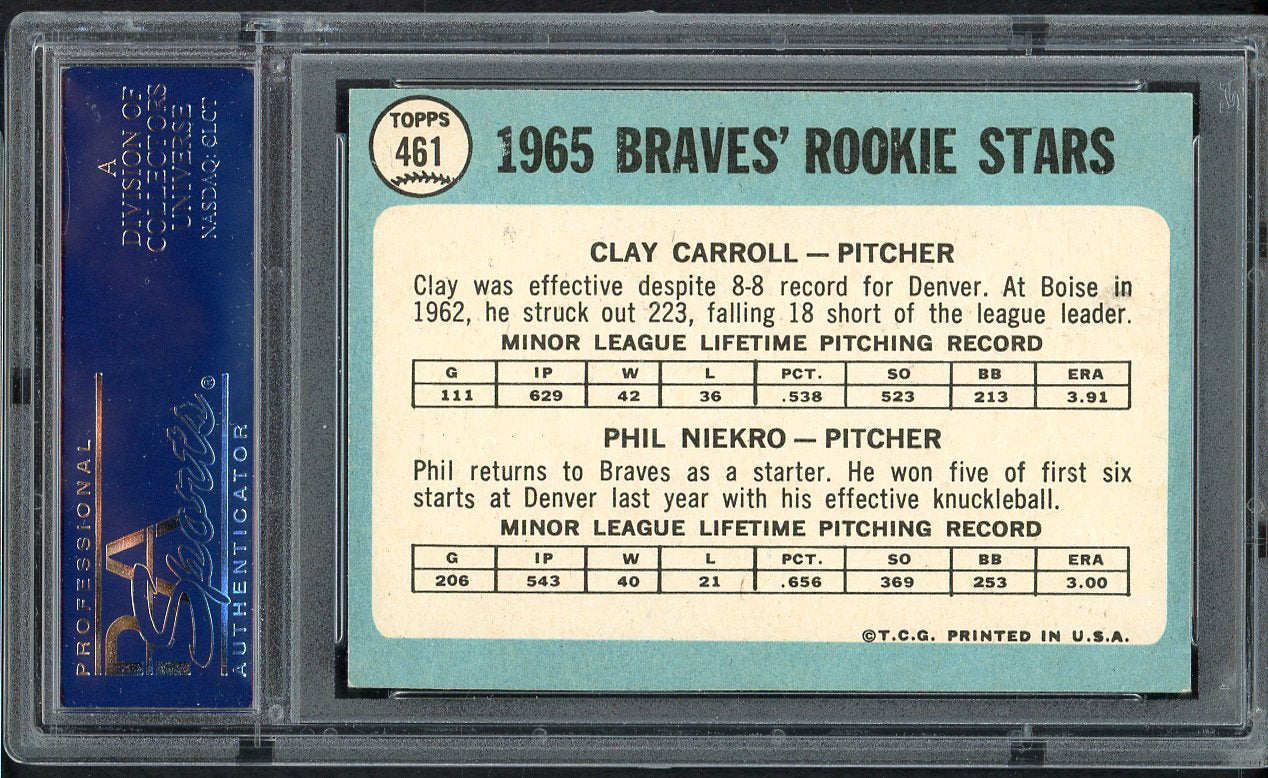 A
DIVISION OF
COLLECTORS
UNIVERSE
NASDAQ: CLCT
PROFESSIONAL
PSA
Sports®
AUTHENTICATOR
TOPPS
461
1965 BRAVES' ROOKIE STARS
CLAY CARROLL — PITCHER
Clay was effective despite 8-8 record for Denver. At Boise in
1962, he struck out 223, falling 18 short of the league leader.
MINOR LEAGUE LIFETIME PITCHING RECORD
G IP W L PCT. SO BB ERA
111 629 42 36 .538 523 213 3.91
PHIL NIEKRO — PITCHER
Phil returns to Braves as a starter. He won five of first six
starts at Denver last year with his effective knuckleball.
MINOR LEAGUE LIFETIME PITCHING RECORD
G IP W L PCT. SO BB ERA
206 543 40 21 .656 369 253 3.00
©T.C.G. PRINTED IN U.S.A.